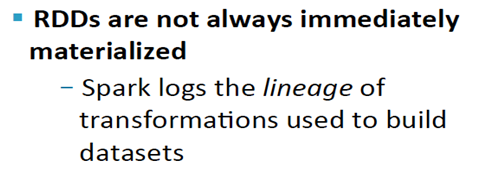 ▪ RDDs are not always immediately
materialized
– Spark logs the lineage of
transformations used to build
datasets